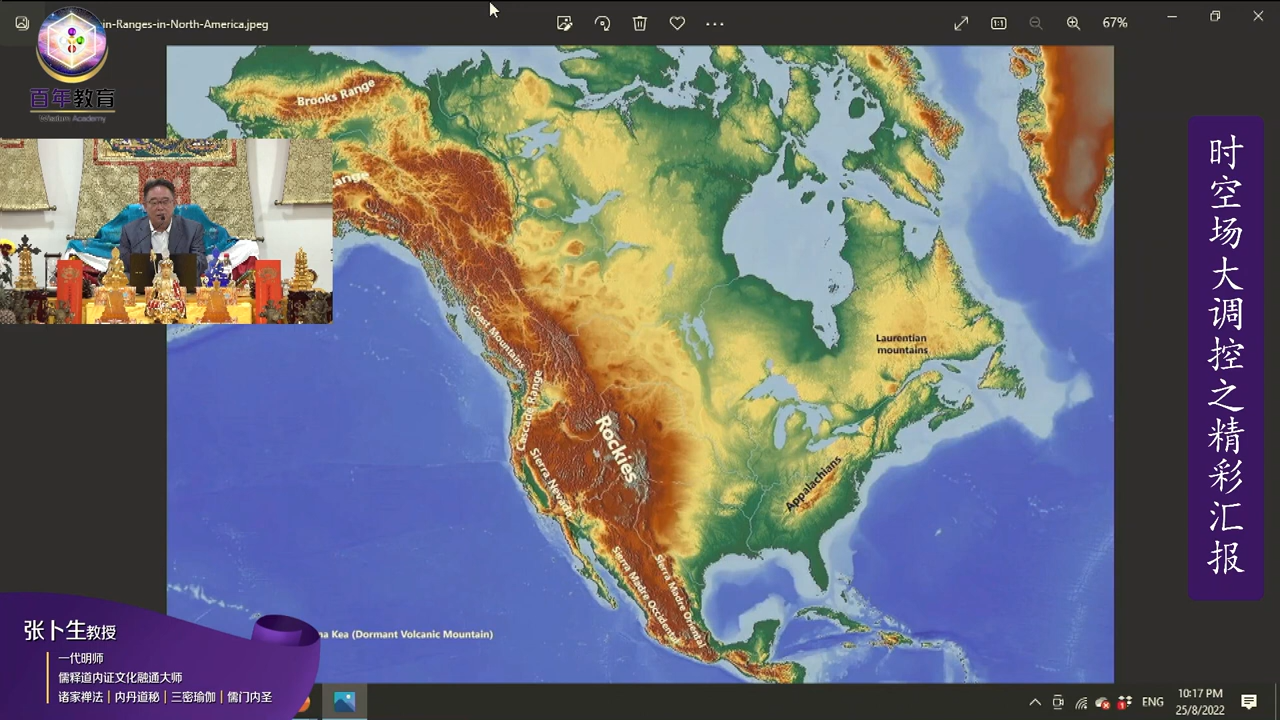 in-Ranges-in-North-America.jpeg
67%
百年教育
Wisdom Academy
Brooks Range
ange
Coast Mountains
Cascade Range
Rockies
Sierra Nevada
Laurentian
mountains
Appalachians
Sierra Madre Occidental
Sierra Madre Oriental
na Kea (Dormant Volcanic Mountain)
时空场大调控之精彩汇报
张卜生教授
一代明师
儒释道内证文化融通大师
诸家禅法 | 内丹道秘 | 三密瑜伽 | 儒门内圣
ENG
10:17 PM
25/8/2022